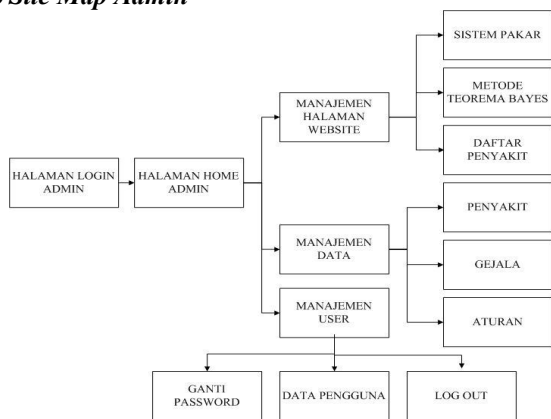 Site Map Admin
SISTEM PAKAR
MANAJEMEN
HALAMAN
WEBSITE
METODE
TEOREMA BAYES
DAFTAR
PENYAKIT
HALAMAN LOGIN
ADMIN
HALAMAN HOME
ADMIN
MANAJEMEN
DATA
PENYAKIT
GEJALA
ATURAN
MANAJEMEN
USER
GANTI
PASSWORD
DATA PENGGUNA
LOG OUT